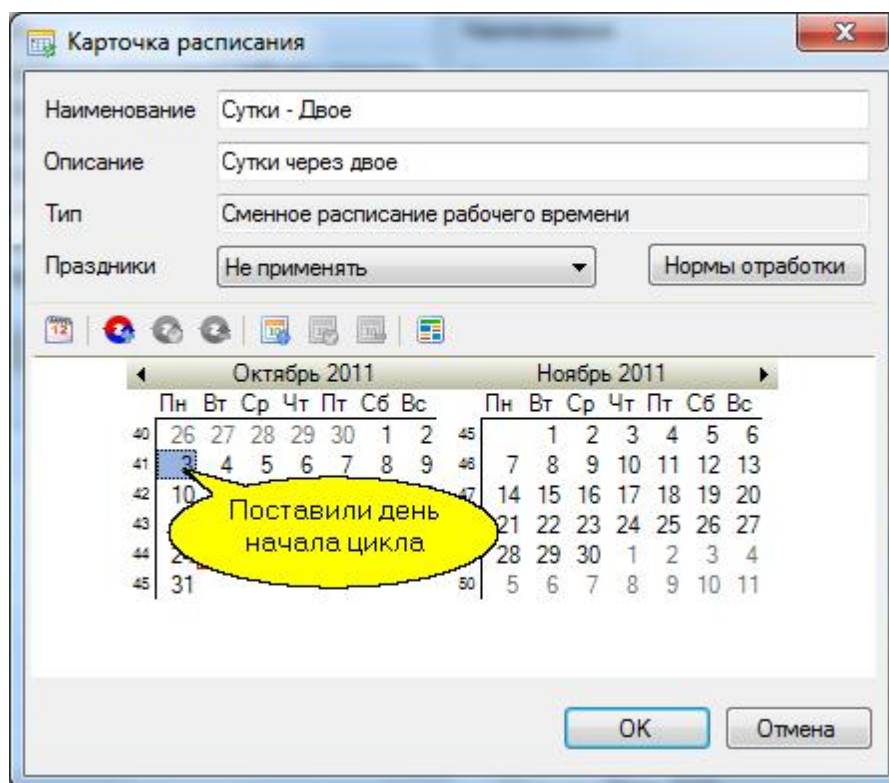 Карточка расписания
Наименование Сутки - Двое
Описание Сутки через двое
Тип Сменное расписание рабочего времени
Праздники Не применять Нормы отработки
Октябрь 2011 Ноябрь 2011
Пн Вт Ср Чт Пт Сб Вс Пн Вт Ср Чт Пт Сб Вс
40 26 27 28 29 30 1 2 45 1 2 3 4 5 6
41 3 4 5 6 7 8 9 46 7 8 9 10 11 12 13
42 10 47 14 15 16 17 18 19 20
Поставили день
43 21 22 23 24 25 26 27
начала цикла
44 28 29 30 1 2 3 4
45 31 50 5 6 7 8 9 10 11
OK Отмена